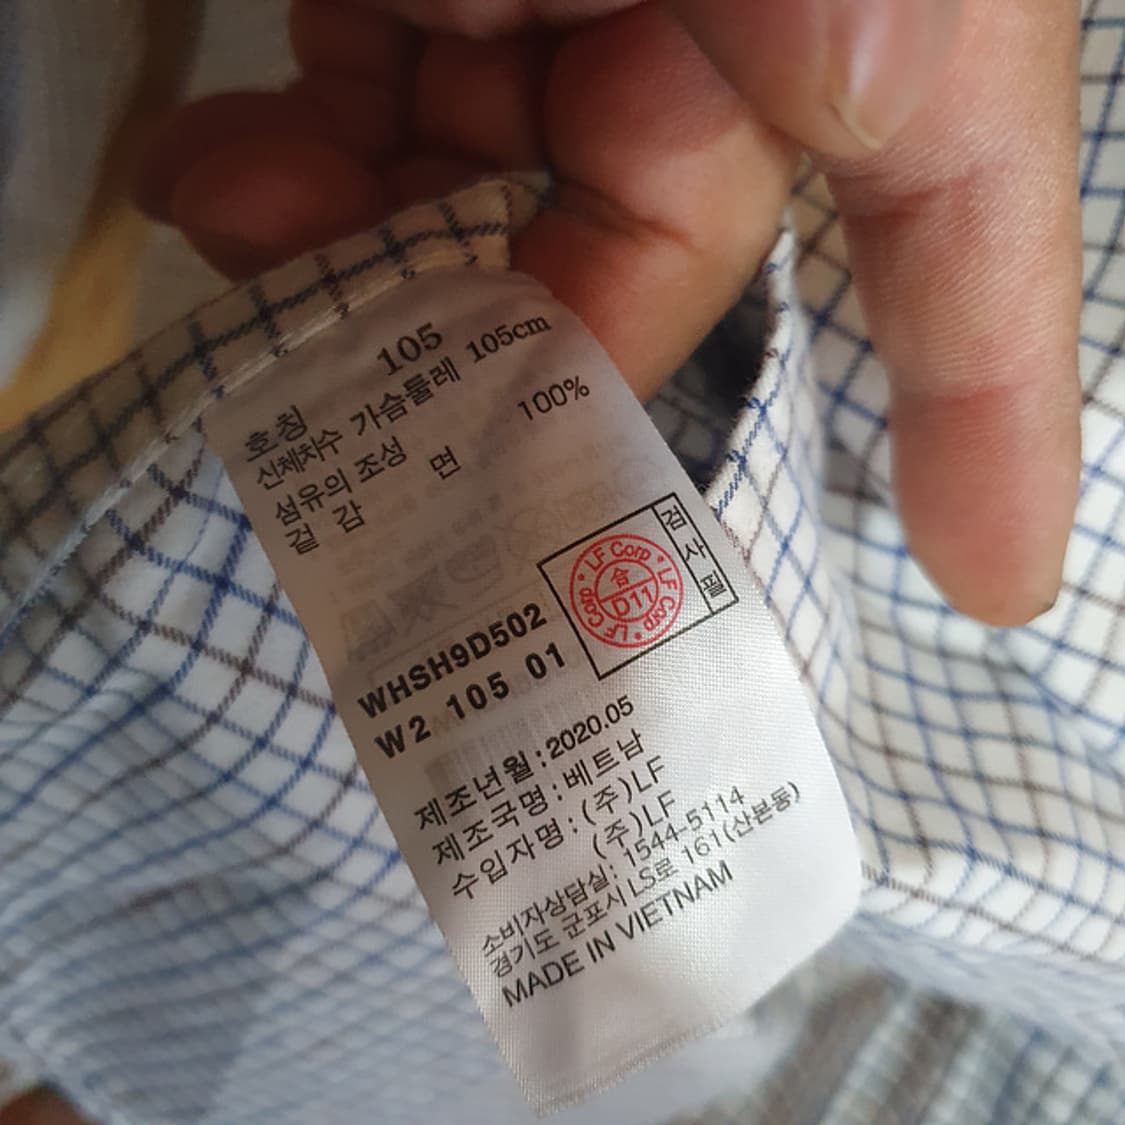 호칭 105
신체치수 가슴둘레 105cm
섬유의 조성
겉 감 면 100%
검사필
LF Corp · LF Corp · LF Corp ·
合
D11
WHSH9D502
W2 105 01
제조년월 : 2020.05
제조국명 : 베트남
수입자명 : (주)LF
(주)LF
소비자상담실: 1544-5114
경기도 군포시 LS로 161(산본동)
MADE IN VIETNAM